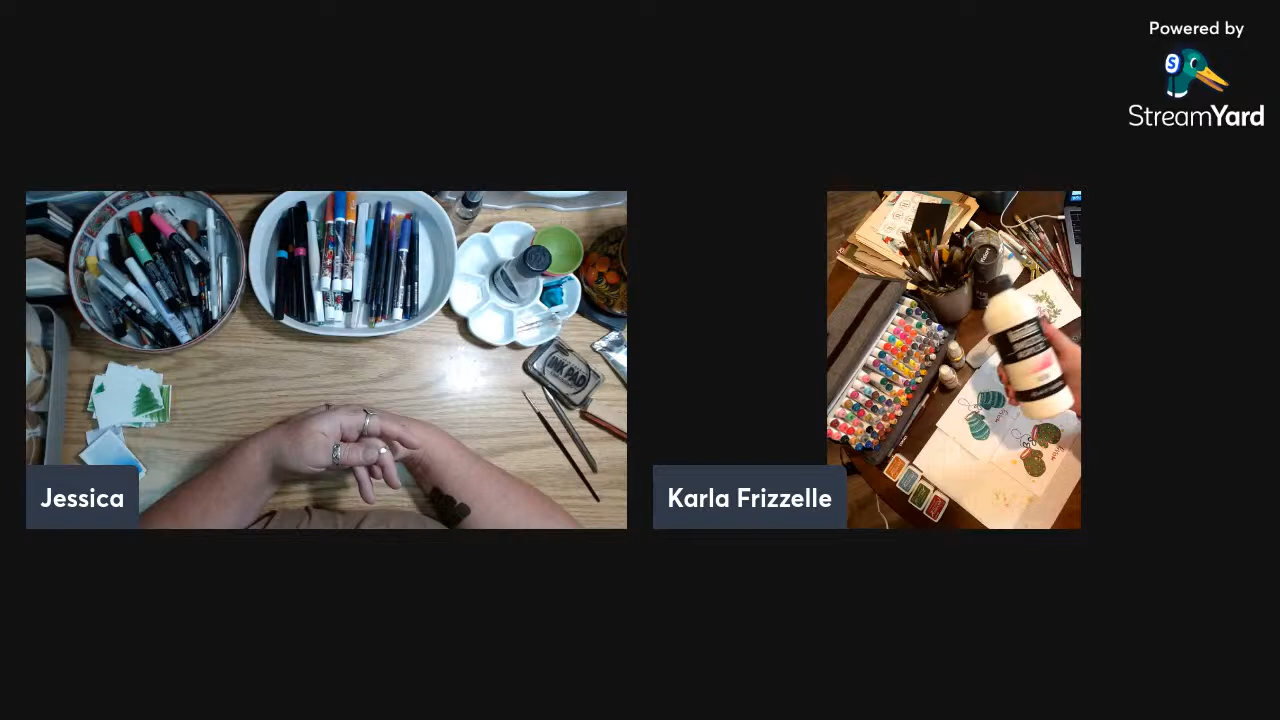 Powered by
S
StreamYard
INK PAD
Jessica
Karla Frizzelle